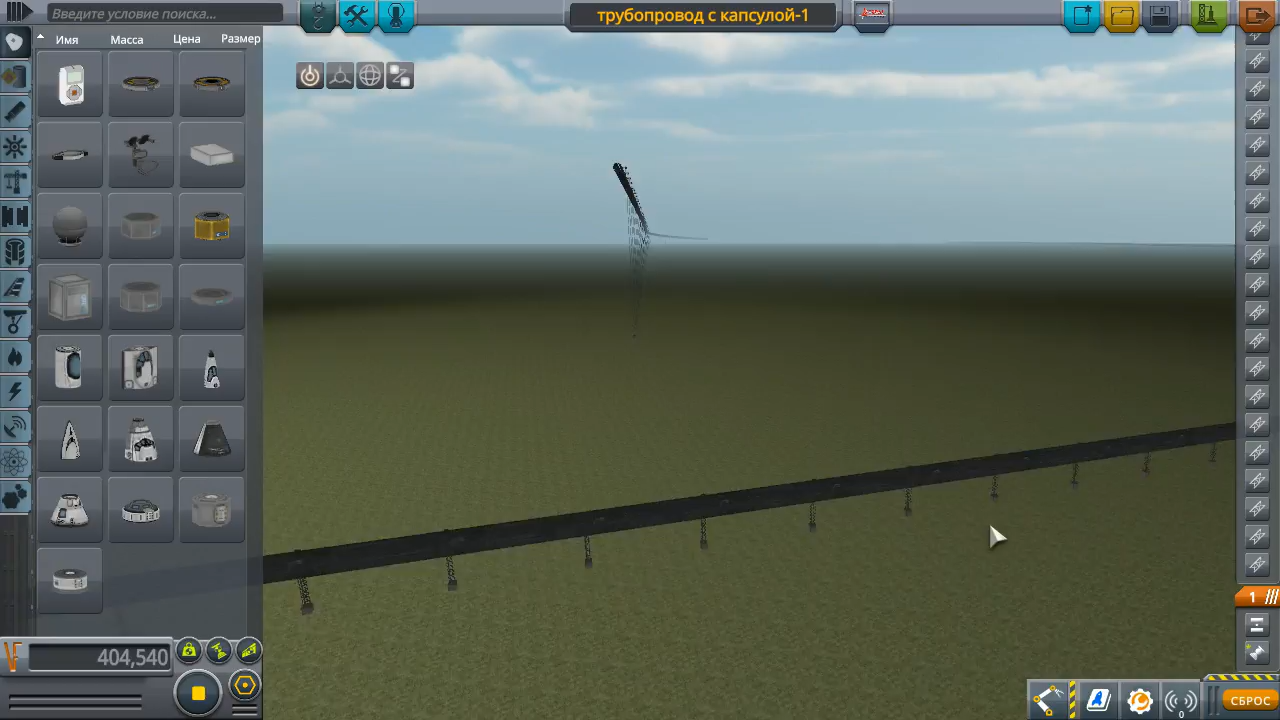 Введите условие поиска...
трубопровод с капсулой-1
Имя Масса Цена Размер
1
404,540
0
СБРОС